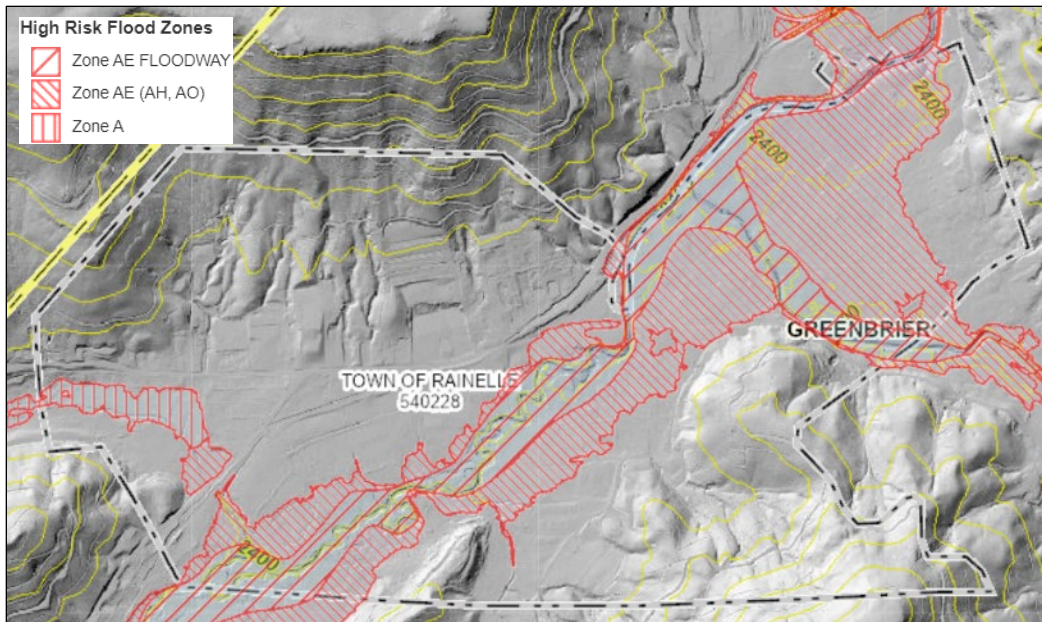 High Risk Flood Zones
Zone AE FLOODWAY
Zone AE (AH, AO)
Zone A
2400
2400
GREENBRIER
TOWN OF RAINELLE
540228
2400